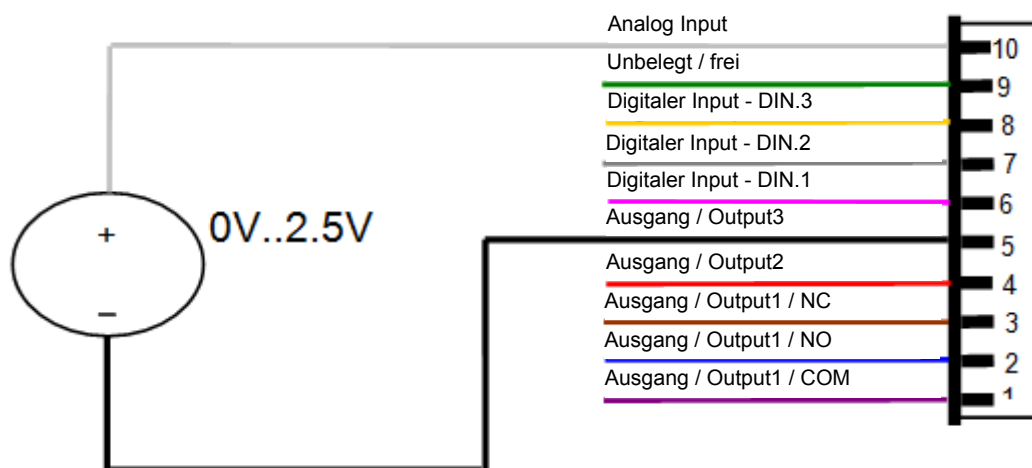 Analog Input
10
Unbelegt / frei
9
Digitaler Input - DIN.3
8
Digitaler Input - DIN.2
7
Digitaler Input - DIN.1
6
Ausgang / Output3
5
+
0V..2.5V
Ausgang / Output2
4
Ausgang / Output1 / NC
3
–
Ausgang / Output1 / NO
2
Ausgang / Output1 / COM
1